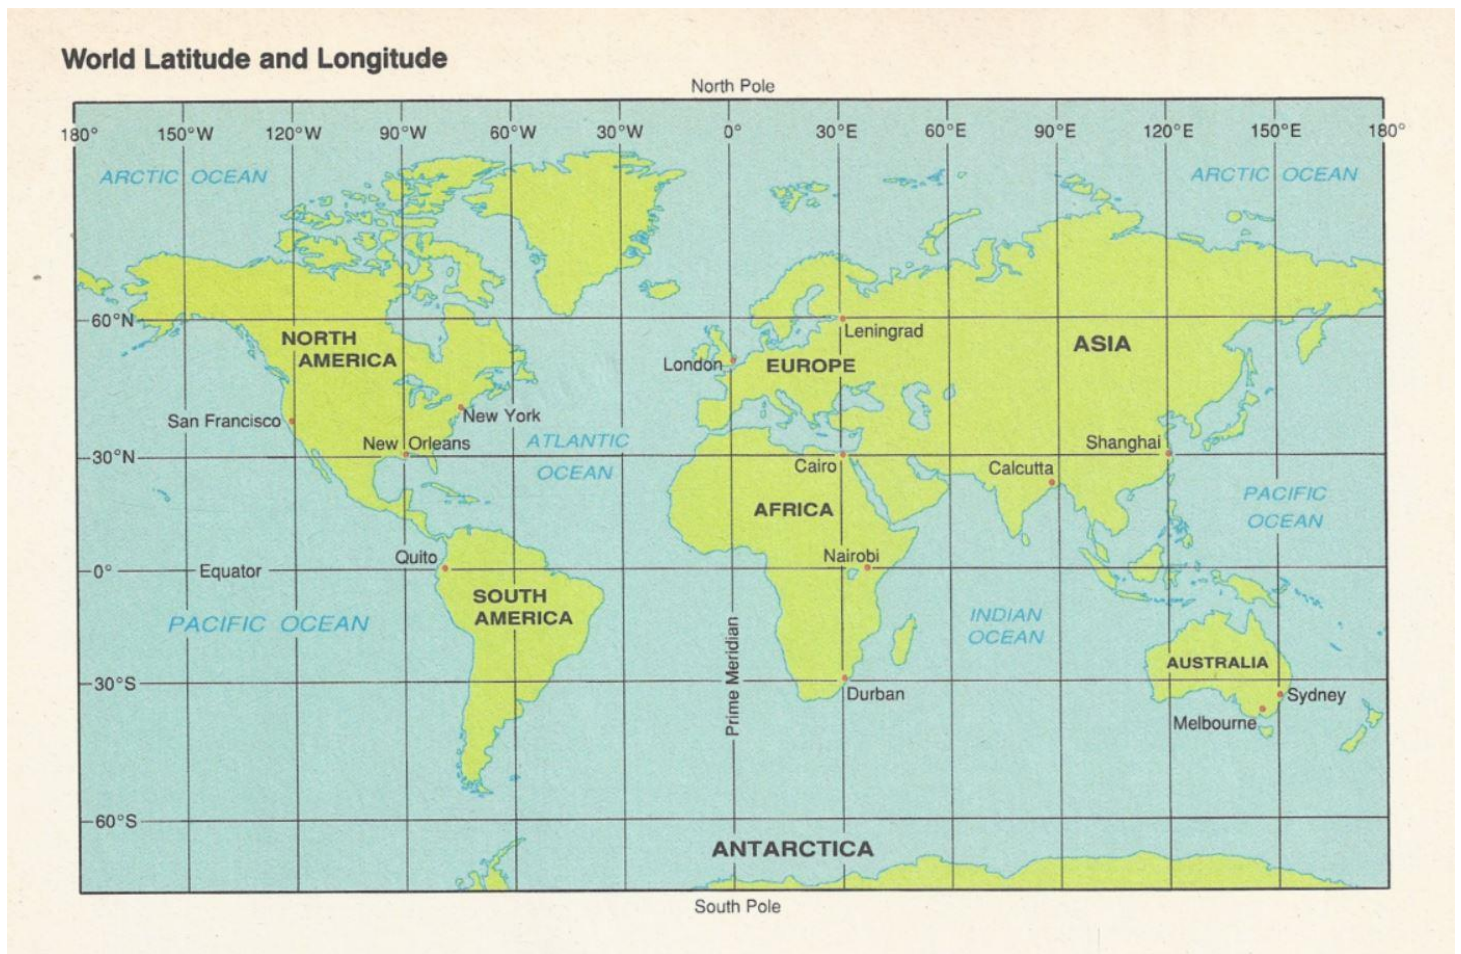 World Latitude and Longitude
North Pole
180° 150°W 120°W 90°W 60°W 30°W 0° 30°E 60°E 90°E 120°E 150°E 180°
ARCTIC OCEAN
ARCTIC OCEAN
60°N
NORTH
AMERICA
Leningrad
ASIA
London
EUROPE
San Francisco
New York
New Orleans
ATLANTIC
OCEAN
Shanghai
30°N
Cairo
Calcutta
AFRICA
PACIFIC
OCEAN
Quito
Nairobi
0°
Equator
SOUTH
AMERICA
PACIFIC OCEAN
INDIAN
OCEAN
Prime Meridian
AUSTRALIA
30°S
Durban
Sydney
Melbourne
60°S
ANTARCTICA
South Pole